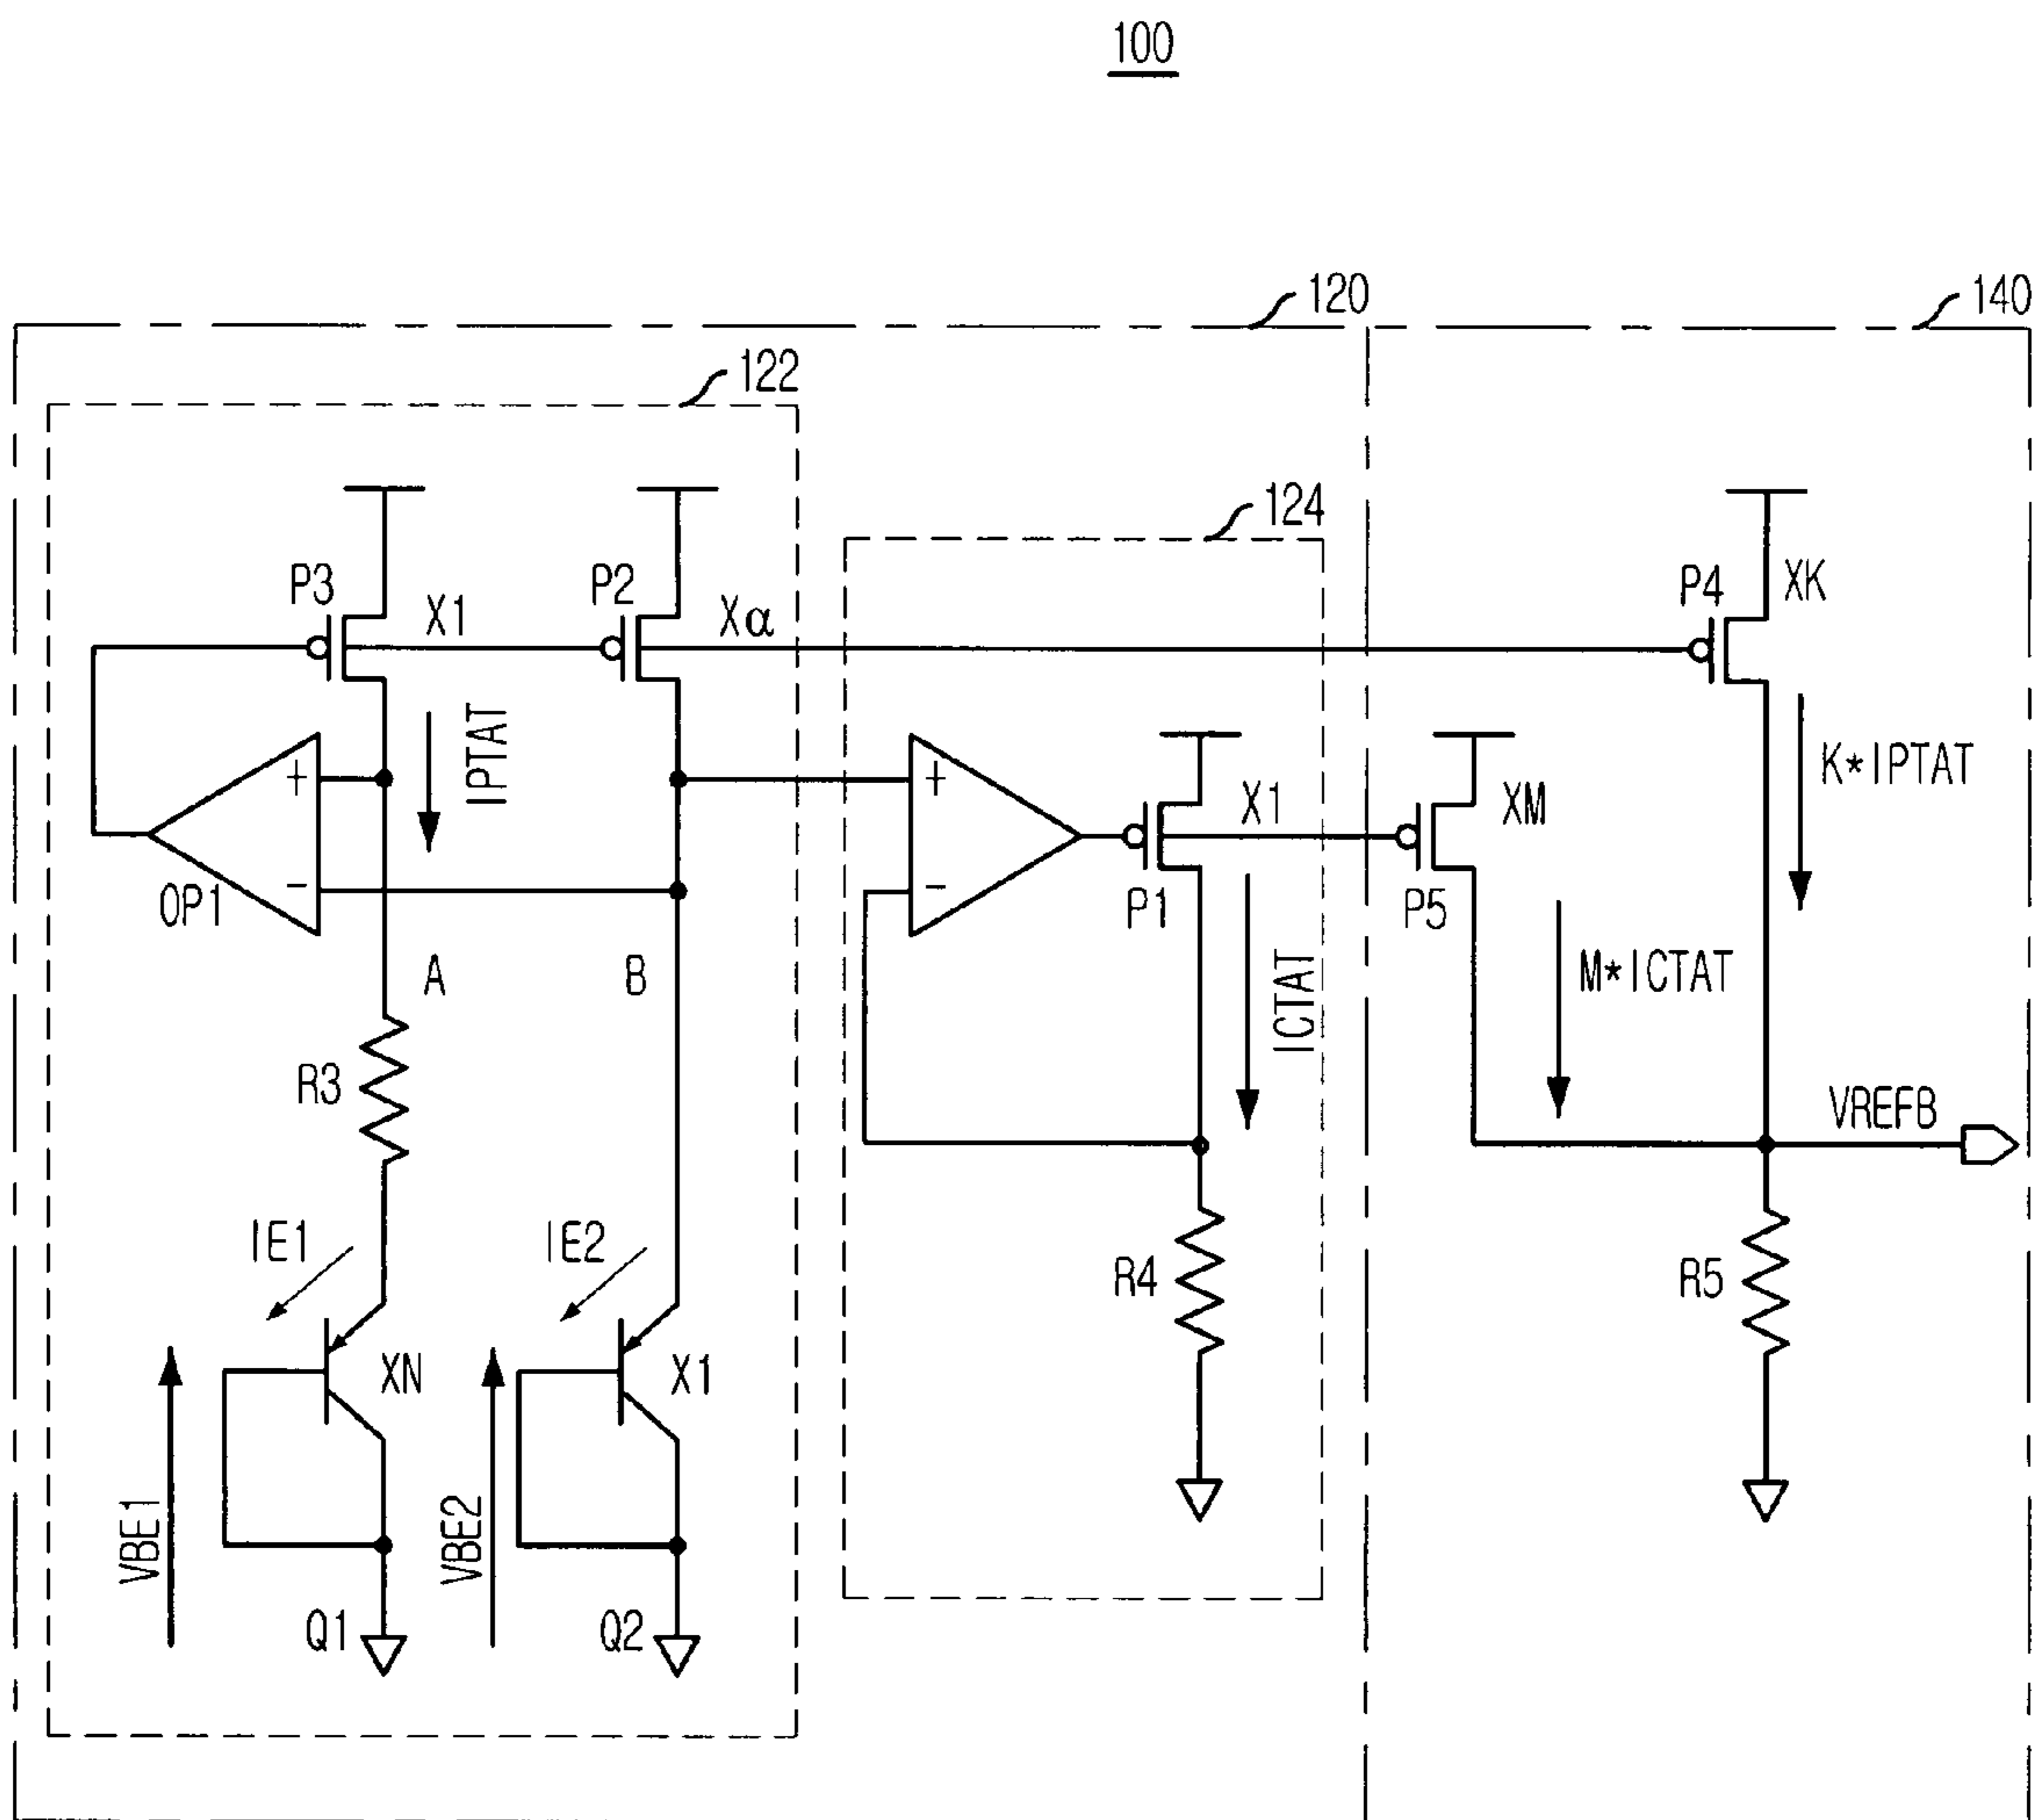 100
120
140
122
124
P3
X1
P2
Xα
P4
XK
IPTAT
K*IPTAT
+
-
OP1
+
-
X1
P1
XM
P5
A
B
ICTAT
M*ICTAT
R3
VREFB
IE1
IE2
R4
R5
XN
X1
VBE1
VBE2
Q1
Q2